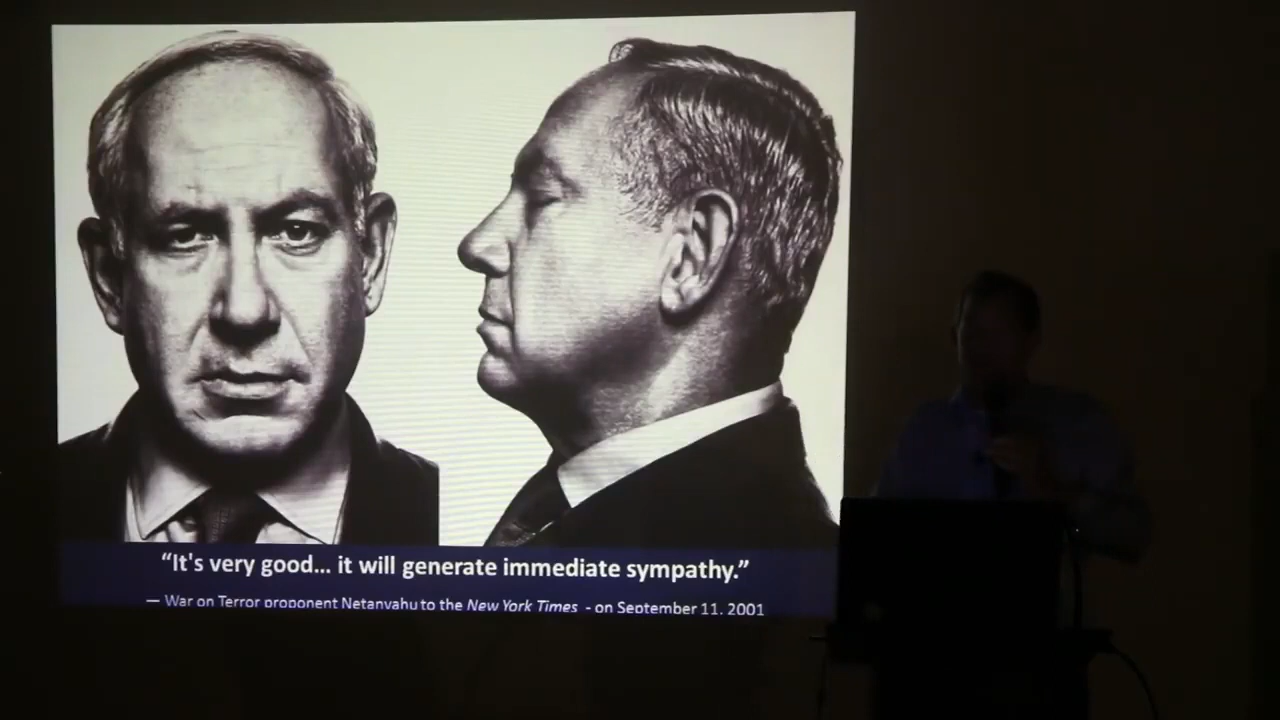 “It's very good... it will generate immediate sympathy.”
— War on Terror proponent Netanyahu to the New York Times - on September 11, 2001